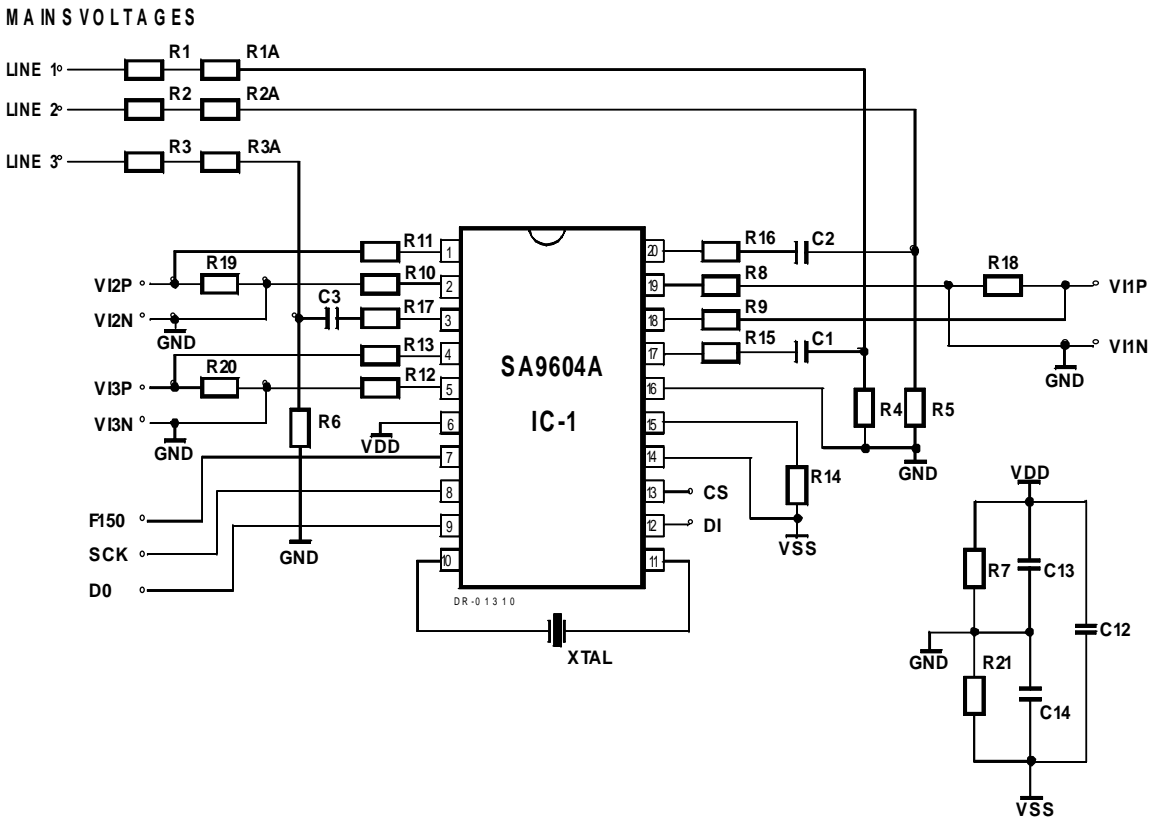 MAINS VOLTAGES
R1 R1A
LINE 1
R2 R2A
LINE 2
R3 R3A
LINE 3
R11 1 20 R16 C2
R19 R10 2 19 R8 R18
VI2P VI1P
C3 R17 3 18 R9
VI2N
GND
R13 4 17 R15 C1 VI1N
R20 R12 5 16 GND
VI3P
SA9604A
R4 R5
VI3N R6 6 15
GND VDD IC-1
7 14 GND
R14 VDD
8 13 CS
F150 9 12 DI
SCK GND VSS
10 11 R7 C13
D0
DR-01310
C12
XTAL GND R21
C14
VSS